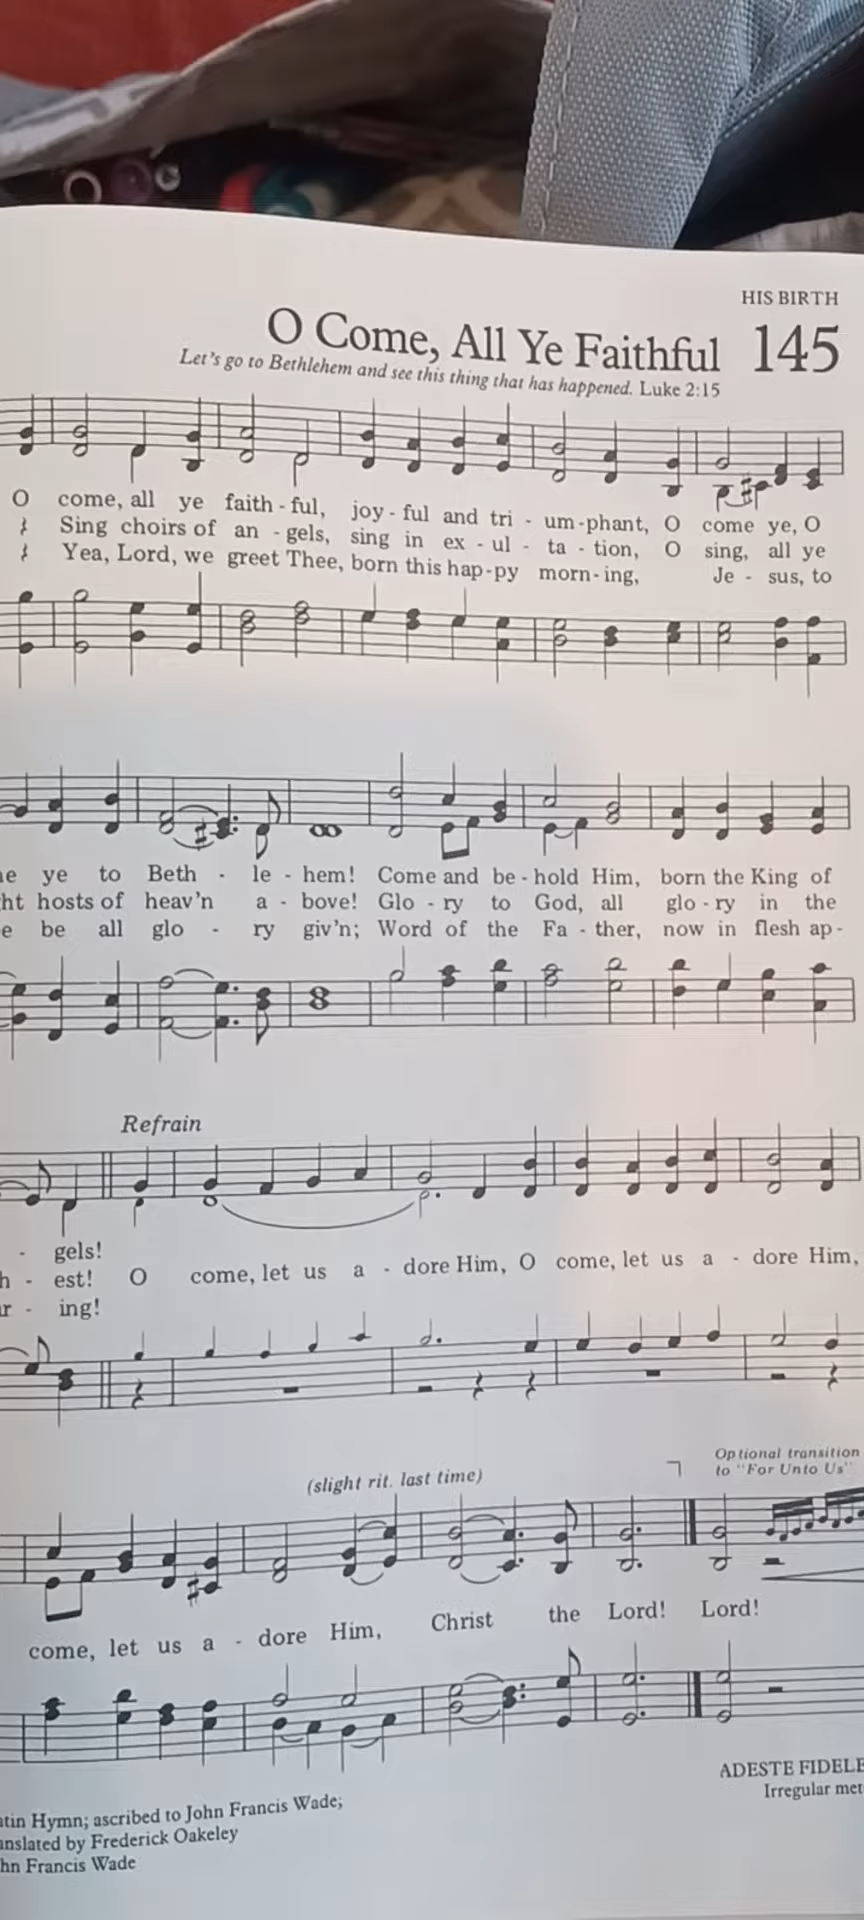 HIS BIRTH
O Come, All Ye Faithful 145
Let's go to Bethlehem and see this thing that has happened. Luke 2:15
O come, all ye faith - ful, joy - ful and tri - um - phant, O come ye, O
Sing choirs of an - gels, sing in ex - ul - ta - tion, O sing, all ye
Yea, Lord, we greet Thee, born this hap - py morn - ing, Je - sus, to
ye to Beth - le - hem! Come and be - hold Him, born the King of
hosts of heav'n a - bove! Glo - ry to God, all glo - ry in the
be all glo - ry giv'n; Word of the Fa - ther, now in flesh ap -
Refrain
- gels!
- est! O come, let us a - dore Him, O come, let us a - dore Him,
- ing!
(slight rit. last time)
Optional transition
to "For Unto Us"
come, let us a - dore Him, Christ the Lord! Lord!
ADESTE FIDELE
Irregular met
tin Hymn; ascribed to John Francis Wade;
anslated by Frederick Oakeley
hn Francis Wade